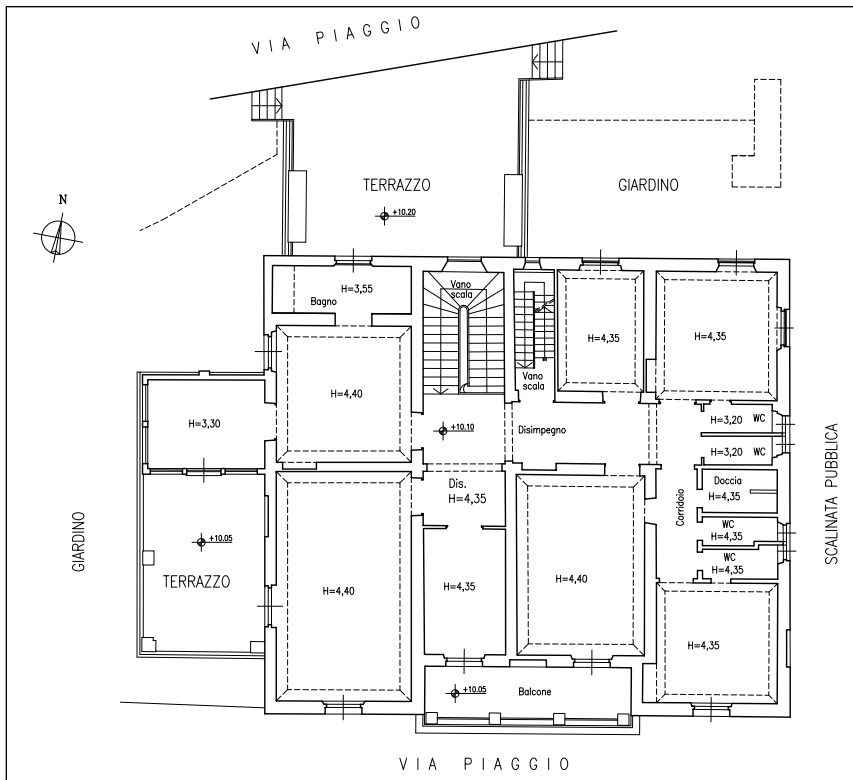 VIA PIAGGIO
TERRAZZO
GIARDINO
+10.20
N
H=3,55
Bagno
Vano
scala
H=4,35
H=4,35
Vano
scala
H=4,40
H=3,30
+10.10
Disimpegno
H=3,20 WC
H=3,20 WC
Dis.
H=4,35
Doccia
H=4,35
Corridoio
WC
H=4,35
WC
H=4,35
SCALINATA PUBBLICA
GIARDINO
+10.05
TERRAZZO
H=4,40
H=4,35
H=4,40
H=4,35
+10.05
Balcone
VIA PIAGGIO